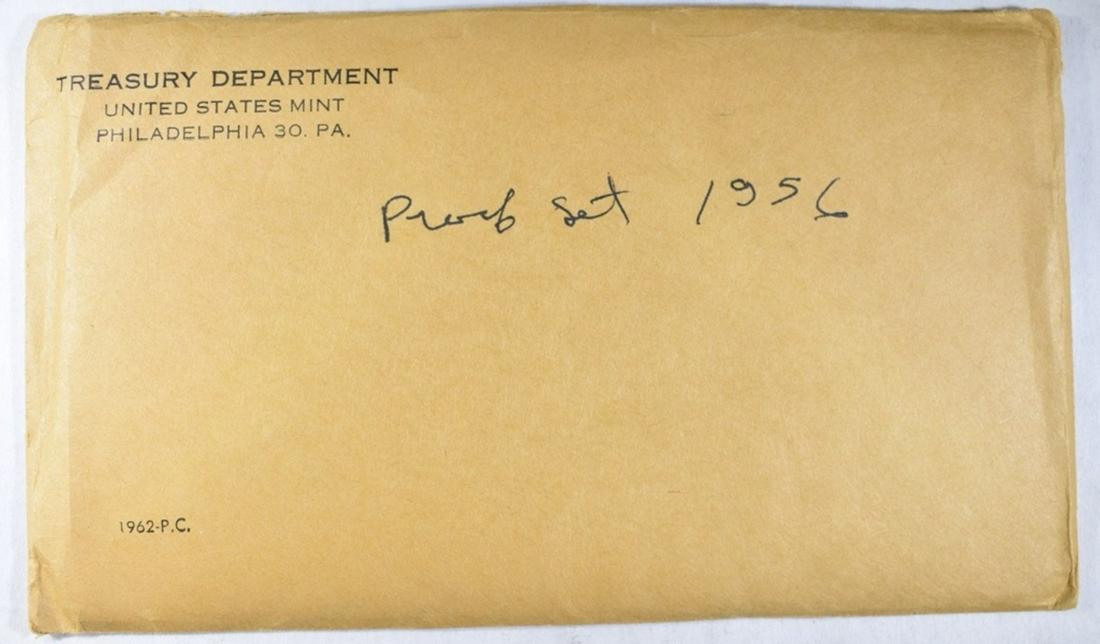 TREASURY DEPARTMENT
UNITED STATES MINT
PHILADELPHIA 30. PA.
Proof Set 1956
1962-P.C.